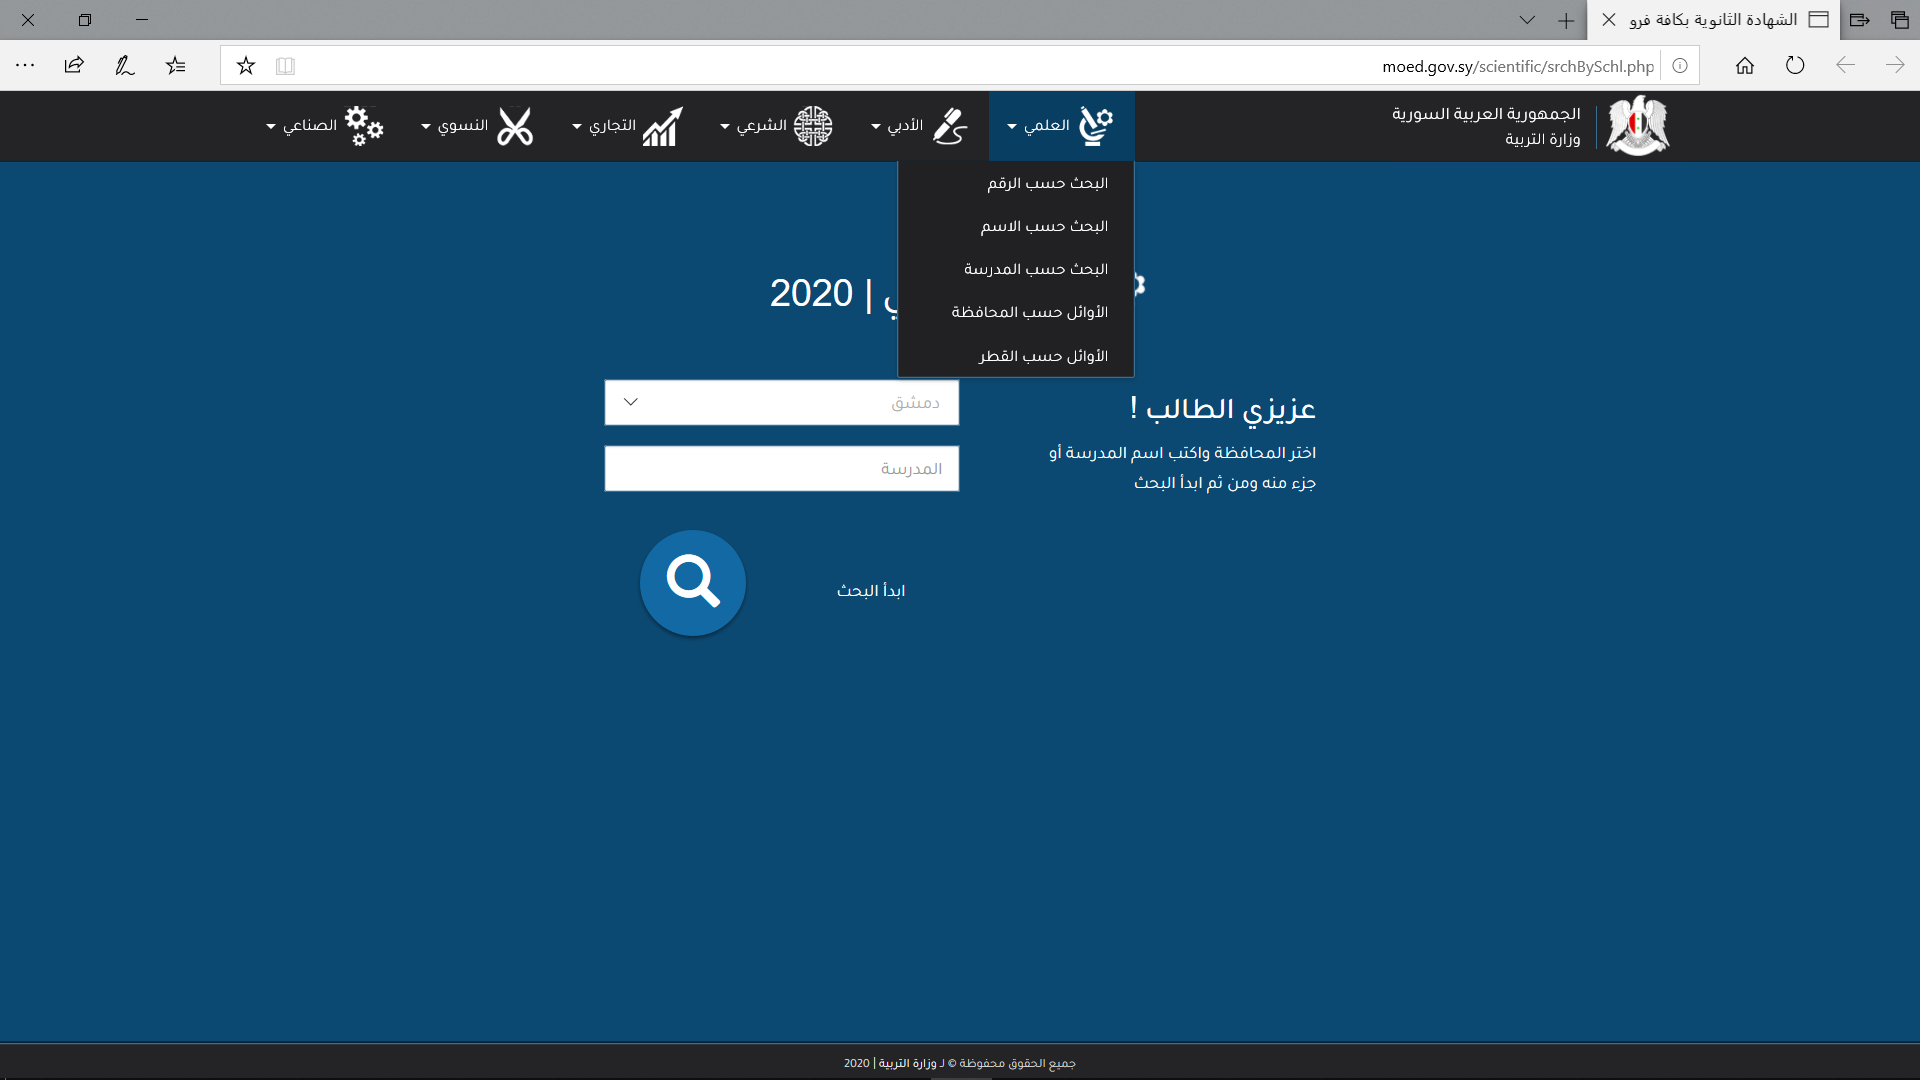 الشهادة الثانوية بكافة فرو
moed.gov.sy/scientific/srchBySchl.php
الجمهورية العربية السورية
وزارة التربية
العلمي
الأدبي
الشرعي
التجاري
النسوي
الصناعي
البحث حسب الرقم
البحث حسب الاسم
البحث حسب المدرسة
الأوائل حسب المحافظة
الأوائل حسب القطر
| 2020
عزيزي الطالب !
اختر المحافظة واكتب اسم المدرسة أو
جزء منه ومن ثم ابدأ البحث
دمشق
المدرسة
ابدأ البحث
جميع الحقوق محفوظة © لـ وزارة التربية | 2020